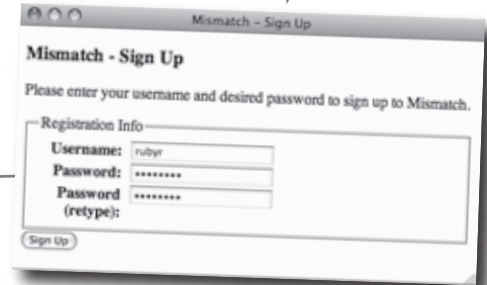 Mismatch – Sign Up
Mismatch - Sign Up
Please enter your username and desired password to sign up to Mismatch.
Registration Info
Username: rubyr
Password: ••••••••
Password ••••••••
(retype):
Sign Up